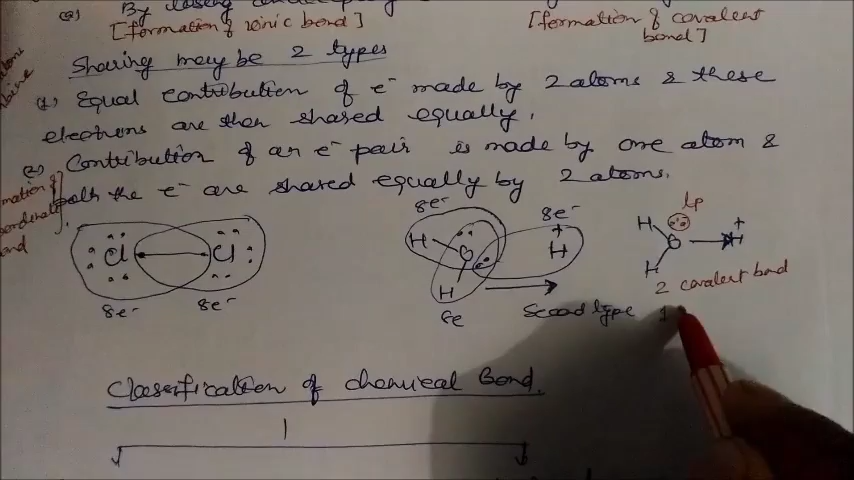 (a) By losing
[formation of ionic bond]
[formation of covalent
bond]
Sharing may be 2 types
(1) Equal contribution of e⁻ made by 2 atoms & these
electrons are then shared equally.
(2) Contribution of an e⁻ pair is made by one atom &
both the e⁻ are shared equally by 2 atoms.
Cl Cl
8e⁻ 8e⁻
8e⁻ 8e⁻
H O H +
H
8e
Second type
lp
H O H +
H
2 covalent bond
1
Classification of chemical Bond.